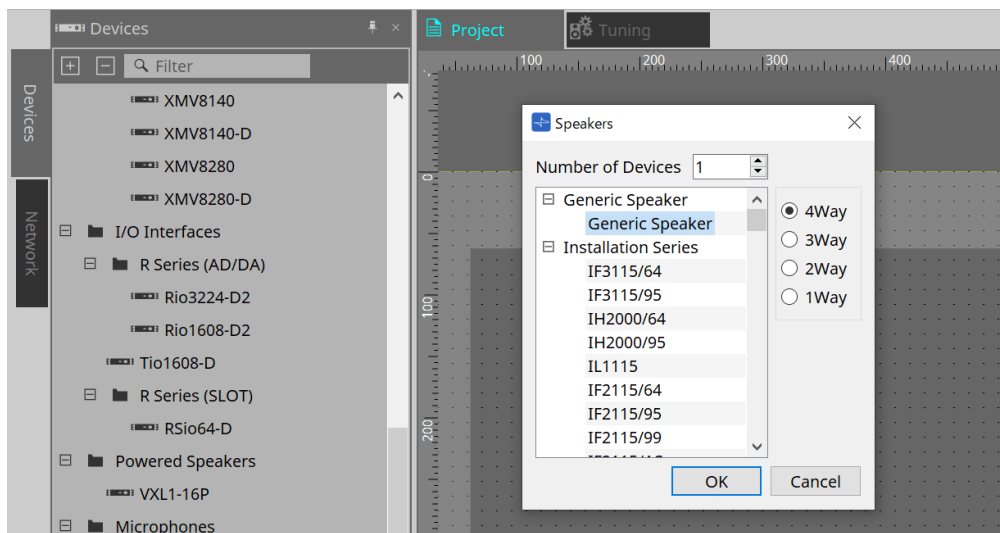 Devices
Filter
XMV8140
XMV8140-D
XMV8280
XMV8280-D
I/O Interfaces
R Series (AD/DA)
Rio3224-D2
Rio1608-D2
Tio1608-D
R Series (SLOT)
RSio64-D
Powered Speakers
VXL1-16P
Microphones
Devices
Network
Project
Tuning
100
200
300
400
0
100
200
Speakers
Number of Devices 1
Generic Speaker
Generic Speaker
Installation Series
IF3115/64
IF3115/95
IH2000/64
IH2000/95
IL1115
IF2115/64
IF2115/95
IF2115/99
4Way
3Way
2Way
1Way
OK
Cancel